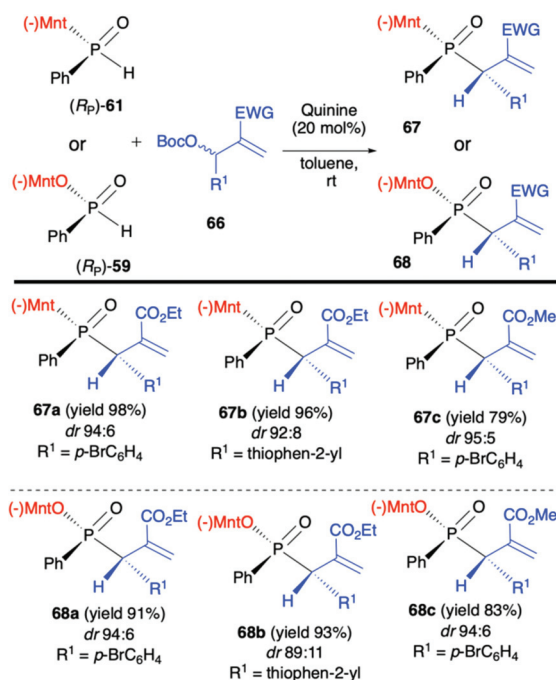 (-)Mnt O
P
Ph H
(R_P)-61
or
(-)MntO O
P
Ph H
(R_P)-59
+
EWG
BocO
R¹
66
Quinine
(20 mol%)
toluene,
rt
(-)Mnt O EWG
P
Ph
H R¹
67
or
(-)MntO O EWG
P
Ph
H R¹
68
(-)Mnt O CO₂Et
P
Ph
H R¹
67a (yield 98%)
dr 94:6
R¹ = p-BrC₆H₄
(-)Mnt O CO₂Et
P
Ph
H R¹
67b (yield 96%)
dr 92:8
R¹ = thiophen-2-yl
(-)Mnt O CO₂Me
P
Ph
H R¹
67c (yield 79%)
dr 95:5
R¹ = p-BrC₆H₄
(-)MntO O CO₂Et
P
Ph
H R¹
68a (yield 91%)
dr 94:6
R¹ = p-BrC₆H₄
(-)MntO O CO₂Et
P
Ph
H R¹
68b (yield 93%)
dr 89:11
R¹ = thiophen-2-yl
(-)MntO O CO₂Me
P
Ph
H R¹
68c (yield 83%)
dr 94:6
R¹ = p-BrC₆H₄